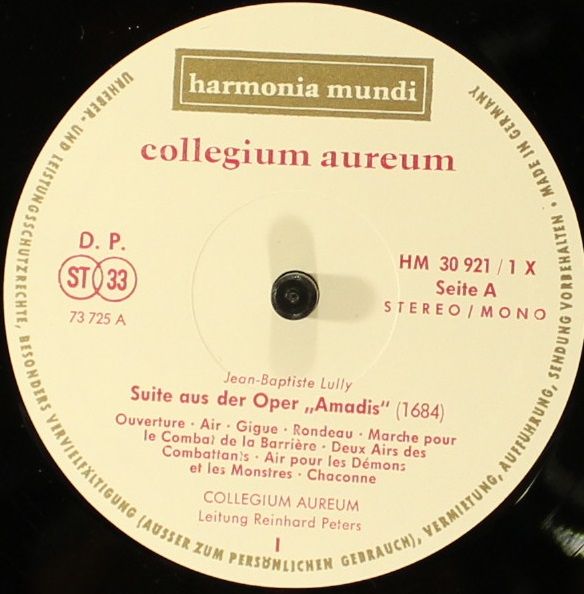 harmonia mundi
collegium aureum
D. P.
ST 33
73 725 A
HM 30 921 / 1 X
Seite A
STEREO / MONO
Jean-Baptiste Lully
Suite aus der Oper „Amadis“ (1684)
Ouverture · Air · Gigue · Rondeau · Marche pour
le Combat de la Barrière · Deux Airs des
Combattants · Air pour les Démons
et les Monstres · Chaconne
COLLEGIUM AUREUM
Leitung Reinhard Peters
I
URHEBER- UND LEISTUNGSSCHUTZRECHTE, BESONDERS VERVIELFÄLTIGUNG (AUSSER ZUM PERSÖNLICHEN GEBRAUCH), VERMIETUNG, AUFFÜHRUNG, SENDUNG VORBEHALTEN • MADE IN GERMANY